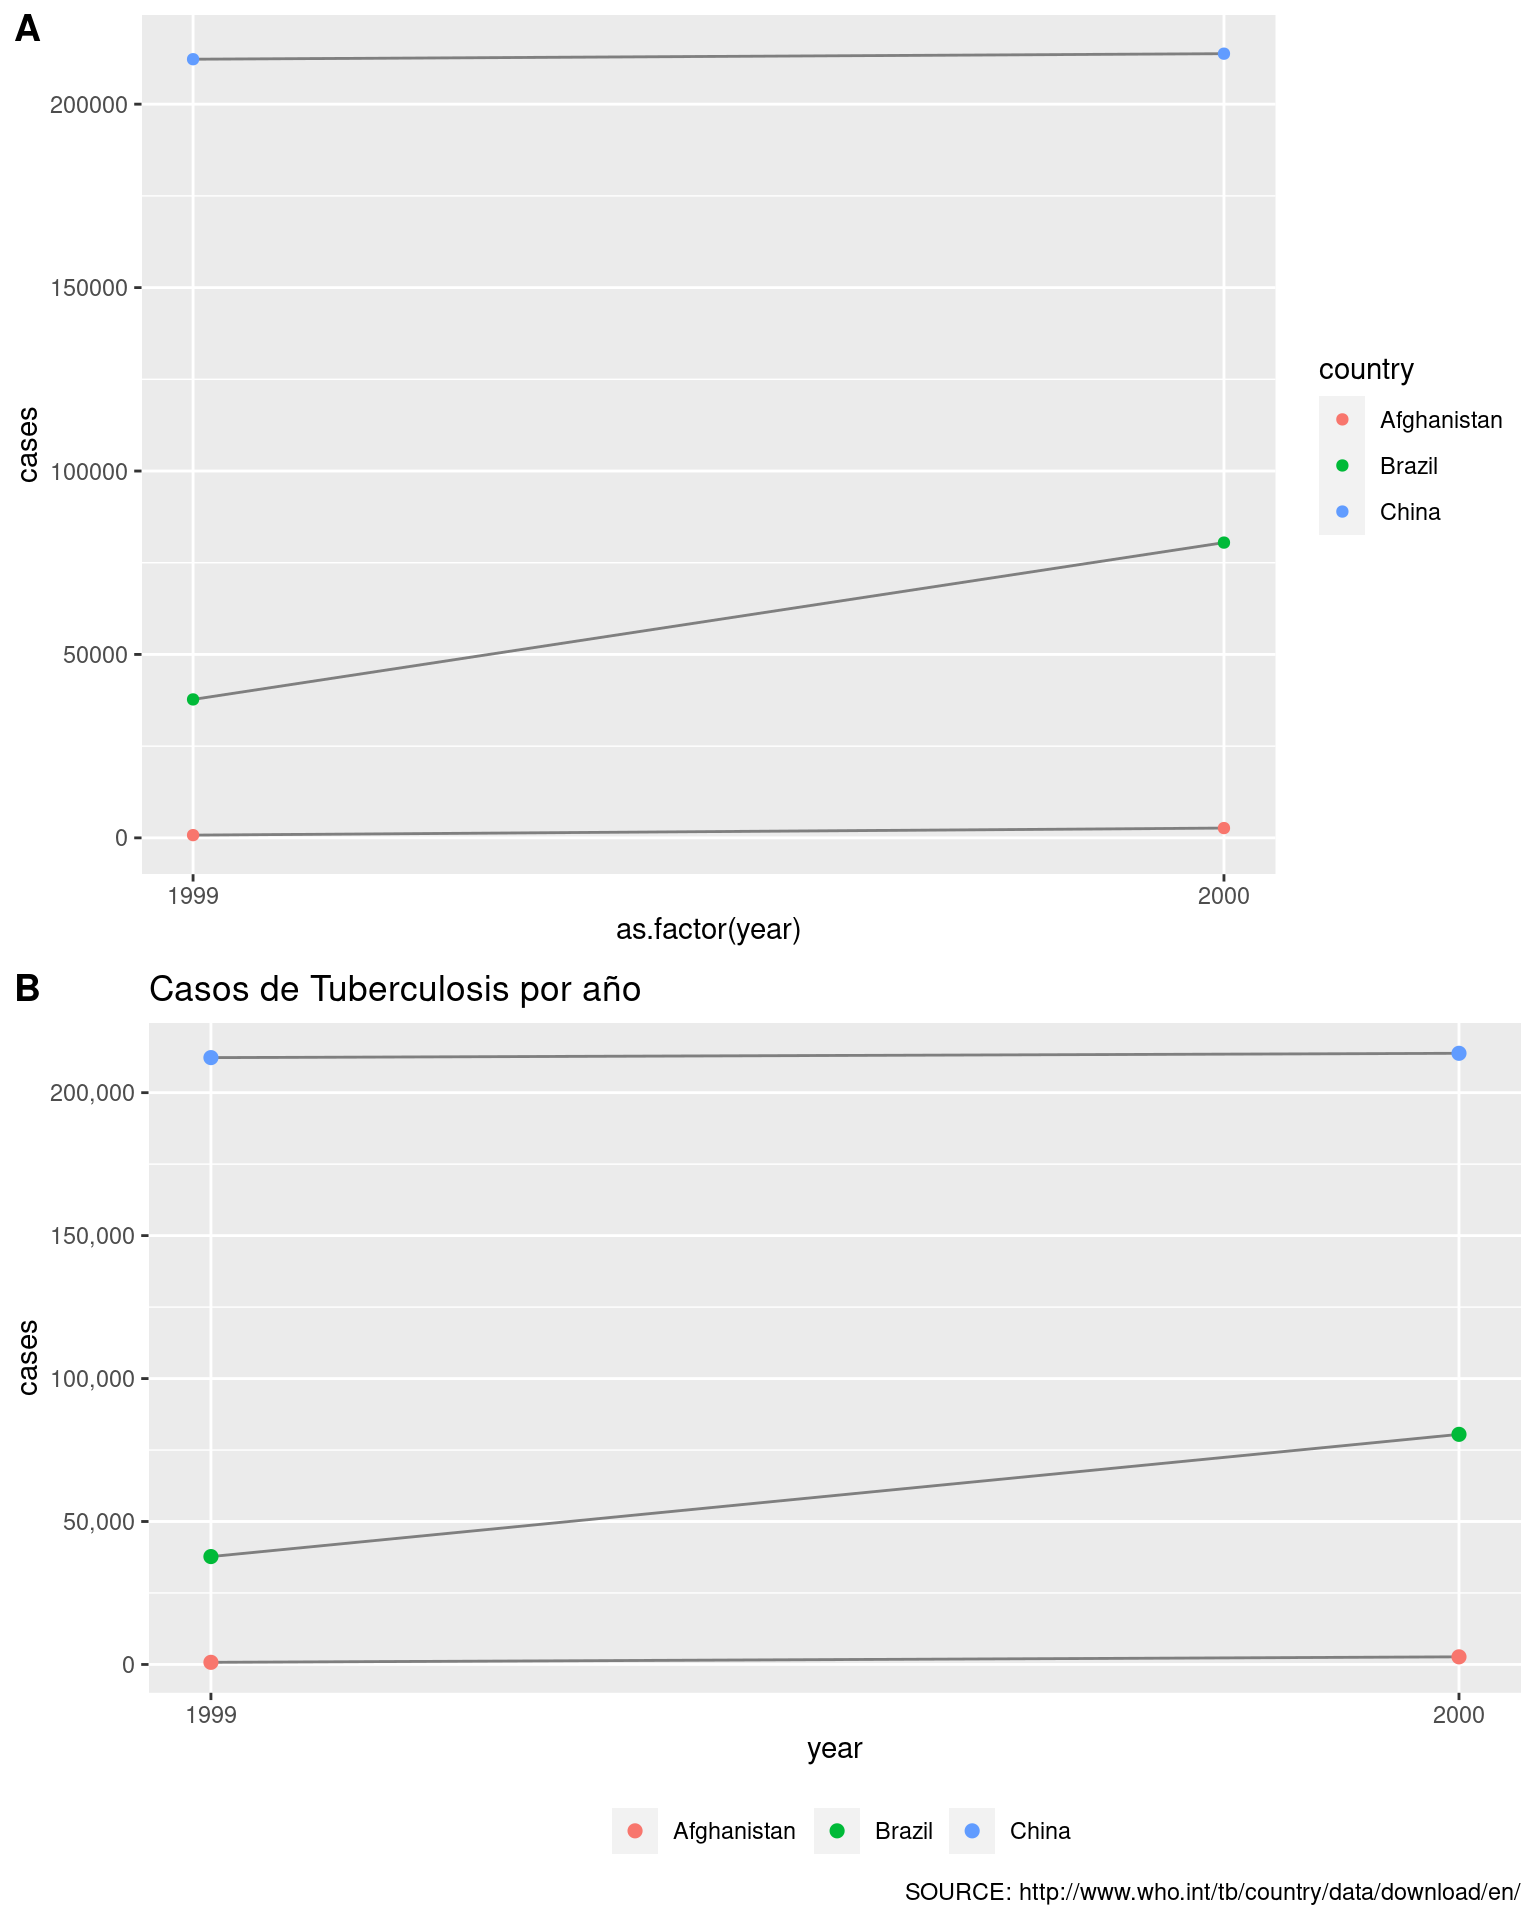 A
200000
150000
100000
50000
0
cases
1999 2000
as.factor(year)
country
Afghanistan
Brazil
China
B
Casos de Tuberculosis por año
200,000
150,000
100,000
50,000
0
cases
1999 2000
year
Afghanistan Brazil China
SOURCE: http://www.who.int/tb/country/data/download/en/